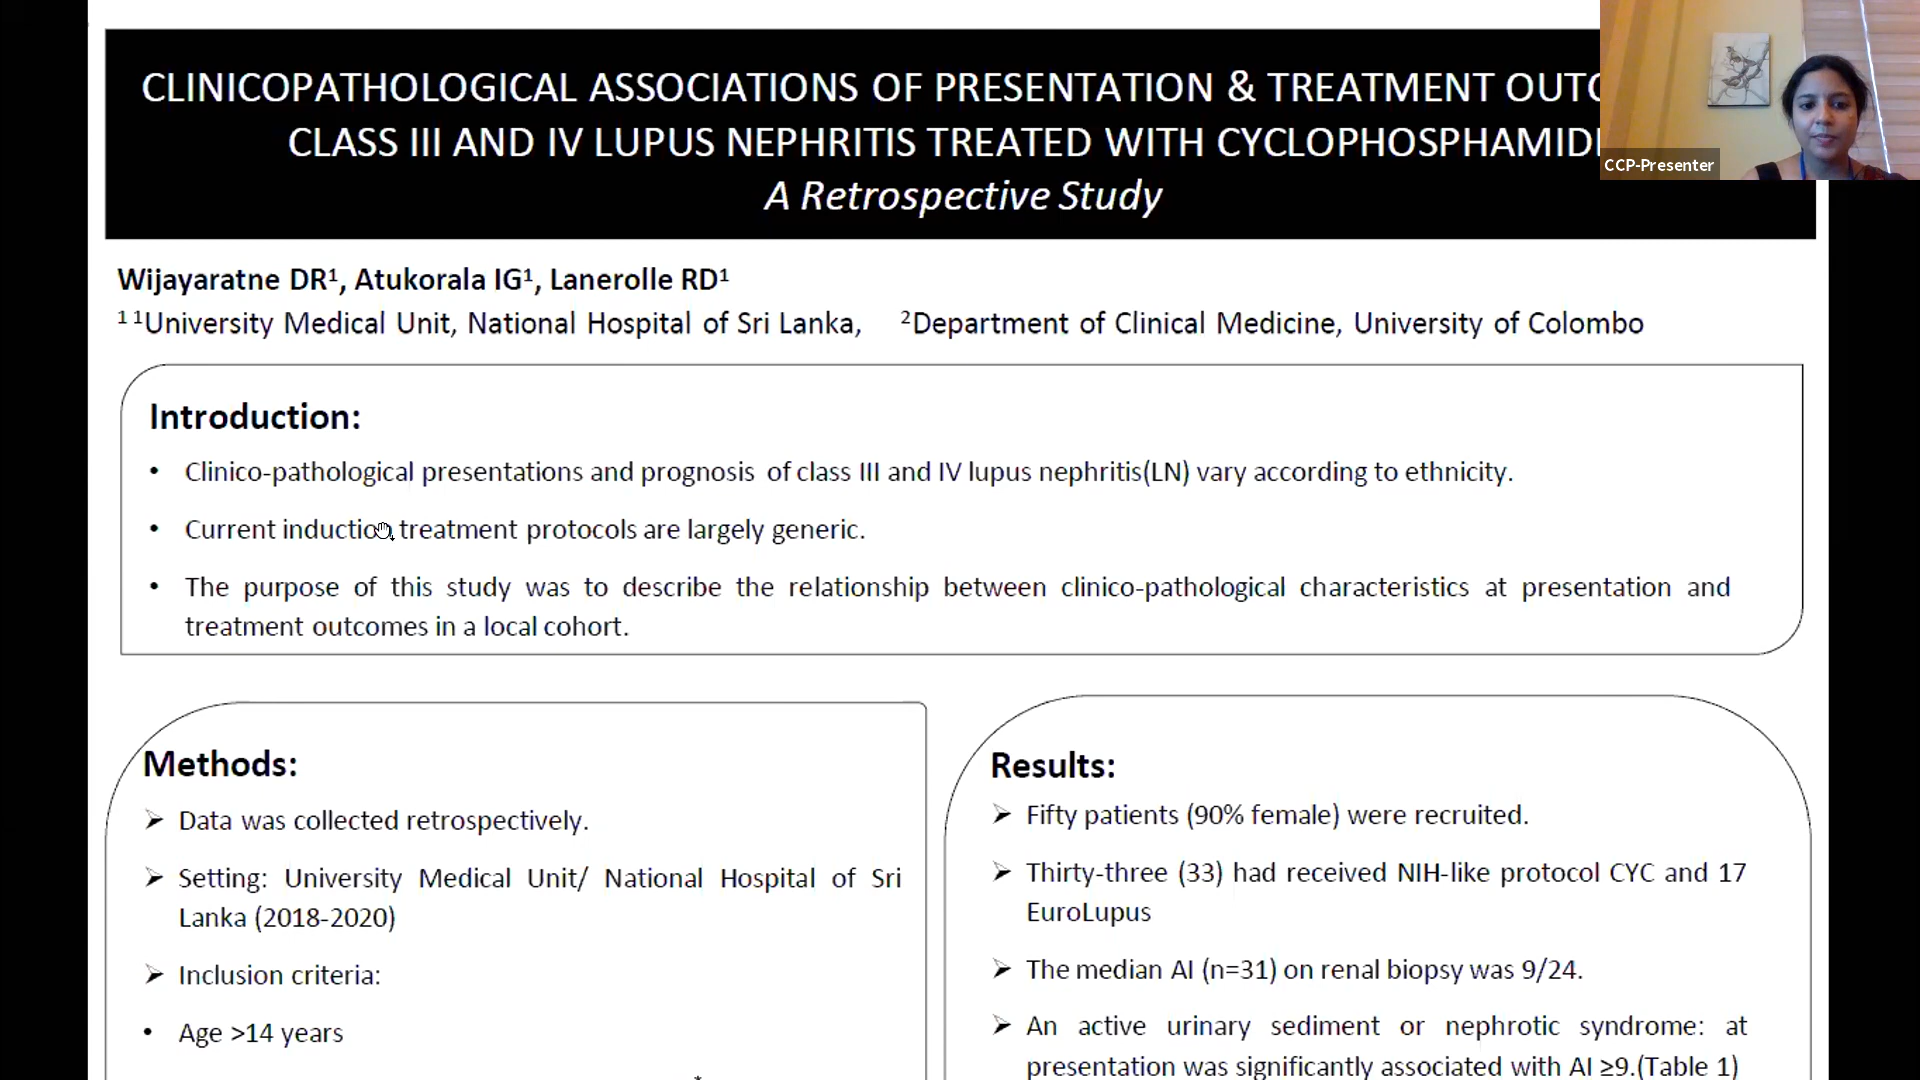 CLINICOPATHOLOGICAL ASSOCIATIONS OF PRESENTATION & TREATMENT
CLASS III AND IV LUPUS NEPHRITIS TREATED WITH
A Retrospective Study
CCP-Presenter
Wijayaratne DR¹, Atukorala IG¹, Lanerolle RD¹
¹ ¹University Medical Unit, National Hospital of Sri Lanka, ²Department of Clinical Medicine, University of Colombo
Introduction:
• Clinico-pathological presentations and prognosis of class III and IV lupus nephritis(LN) vary according to ethnicity.
• Current induction treatment protocols are largely generic.
• The purpose of this study was to describe the relationship between clinico-pathological characteristics at presentation and
treatment outcomes in a local cohort.
Methods:
➢ Data was collected retrospectively.
➢ Setting: University Medical Unit/ National Hospital of Sri
Lanka (2018-2020)
➢ Inclusion criteria:
• Age >14 years
Results:
➢ Fifty patients (90% female) were recruited.
➢ Thirty-three (33) had received NIH-like protocol CYC and 17
EuroLupus
➢ The median AI (n=31) on renal biopsy was 9/24.
➢ An active urinary sediment or nephrotic syndrome: at
presentation was significantly associated with AI ≥9.(Table 1)